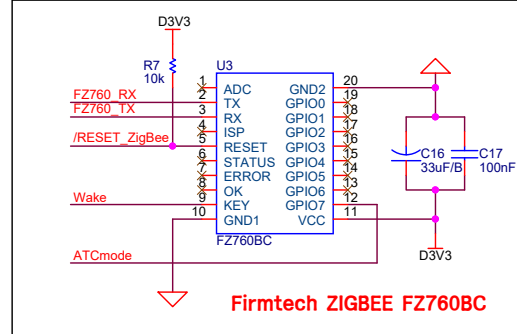 D3V3
R7
10k
U3
FZ760_RX
FZ760_TX
/RESET_ZigBee
Wake
ATCmode
1 ADC GND2 20
2 TX GPIO0 19
3 RX GPIO1 18
4 ISP GPIO2 17
5 RESET GPIO3 16
6 STATUS GPIO4 15
7 ERROR GPIO5 14
8 OK GPIO6 13
9 KEY GPIO7 12
10 GND1 VCC 11
FZ760BC
C16
33uF/B
C17
100nF
D3V3
Firmtech ZIGBEE FZ760BC